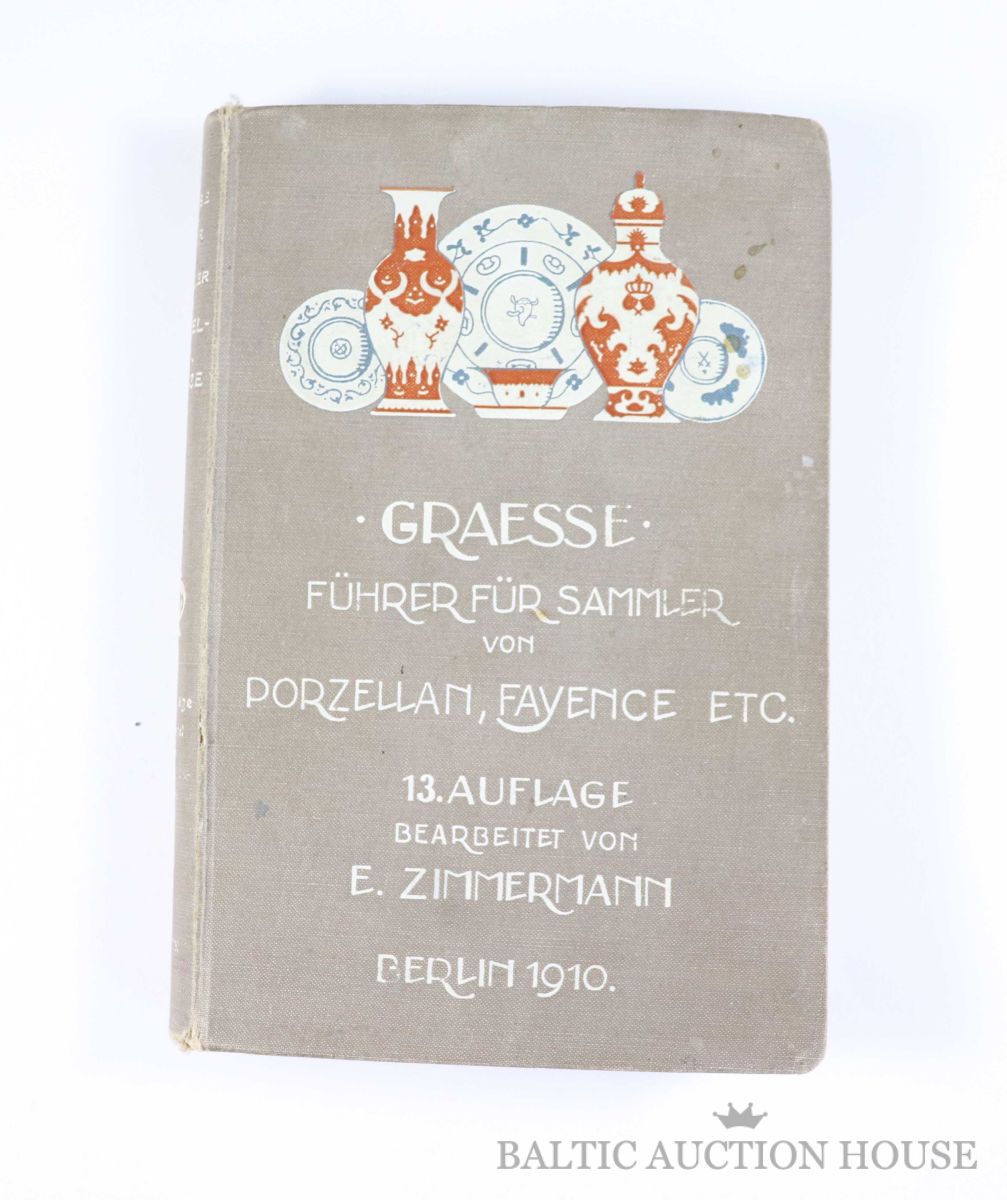 · GRAESSE ·
FÜHRER FÜR SAMMLER
VON
PORZELLAN, FAYENCE ETC.
13. AUFLAGE
BEARBEITET VON
E. ZIMMERMANN
BERLIN 1910.
BALTIC AUCTION HOUSE